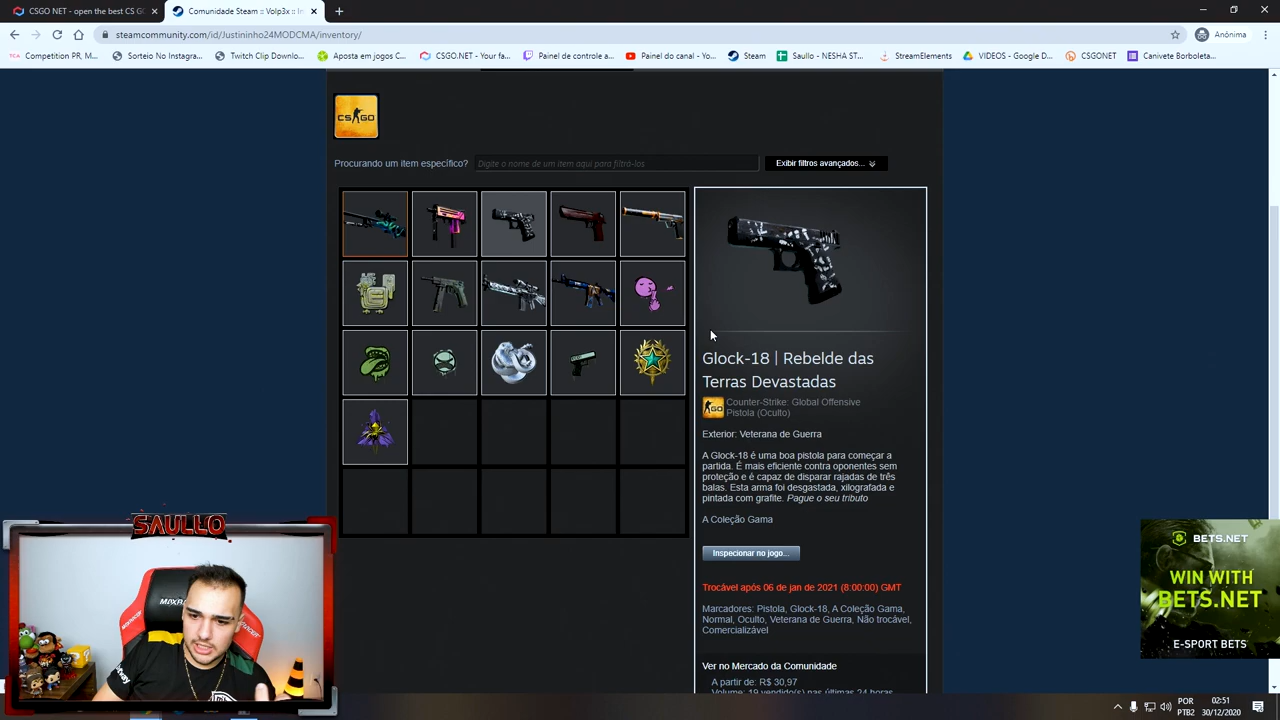 CSGO NET - open the best CS G
Comunidade Steam :: Volp3x :: In
steamcommunity.com/id/Justininho24MODCMA/inventory/
Anônima
Competition PR, M...
Sorteio No Instagra...
Twitch Clip Downlo...
Aposta em jogos C...
CSGO.NET - Your fa...
Painel de controle a...
Painel do canal - Yo...
Steam
Saullo - NESHA ST...
StreamElements
VIDEOS - Google D...
CSGONET
Canivete Borboleta...
CS GO
Procurando um item específico?
Digite o nome de um item aqui para filtrá-los
Exibir filtros avançados...
Glock-18 | Rebelde das
Terras Devastadas
Counter-Strike: Global Offensive
Pistola (Oculto)
Exterior: Veterana de Guerra
A Glock-18 é uma boa pistola para começar a
partida. É mais eficiente contra oponentes sem
proteção e é capaz de disparar rajadas de três
balas. Esta arma foi desgastada, xilografada e
pintada com grafite. Pague o seu tributo
A Coleção Gama
Inspecionar no jogo...
Trocável após 06 de jan de 2021 (8:00:00) GMT
Marcadores: Pistola, Glock-18, A Coleção Gama,
Normal, Oculto, Veterana de Guerra, Não trocável,
Comercializável
Ver no Mercado da Comunidade
A partir de: R$ 30,97
Volume: 19 vendido(s) nas últimas 24 horas
SAULLO
BETS.NET
WIN WITH
BETS.NET
E-SPORT BETS
POR
PTB2
02:51
30/12/2020